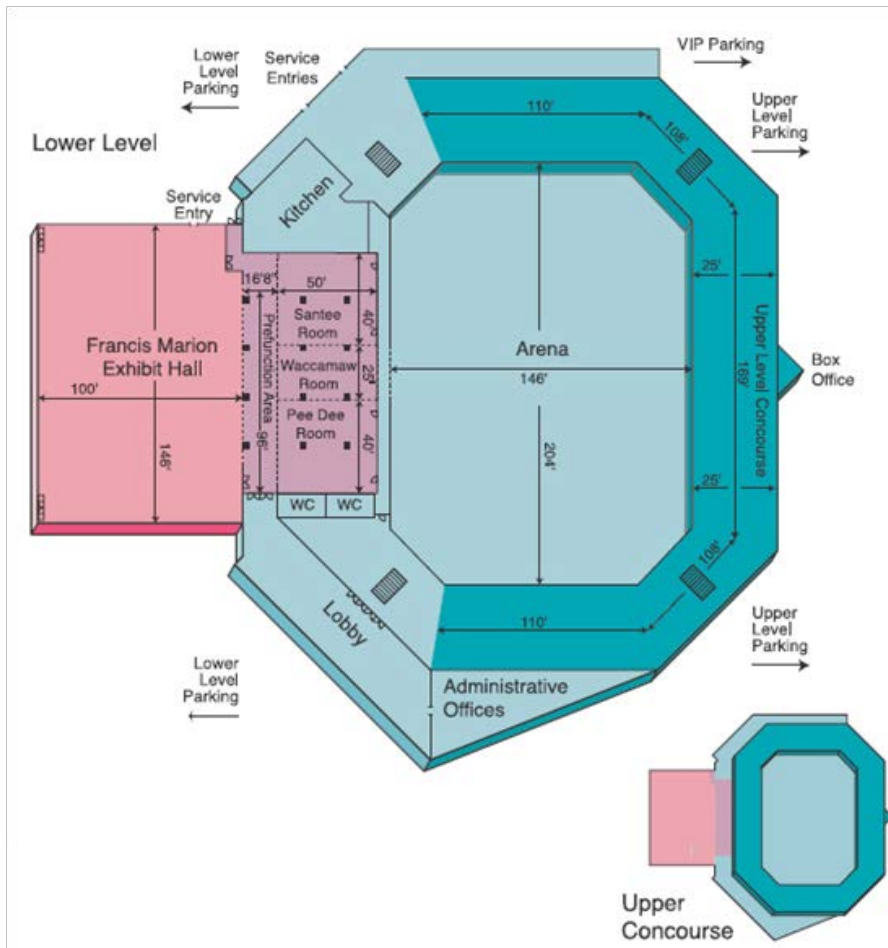 Lower
Level
Parking
Service
Entries
VIP Parking
Upper
Level
Parking
Lower Level
110'
108'
Kitchen
Service
Entry
16'8"
50'
25'
Santee
Room
40'
Francis Marion
Exhibit Hall
Prefunction Area
Waccamaw
Room
25'
Arena
146'
Upper Level Concourse
169'
Box
Office
100'
146'
96'
Pee Dee
Room
40'
204'
25'
WC
WC
108'
Lobby
110'
Upper
Level
Parking
Lower
Level
Parking
Administrative
Offices
Upper
Concourse